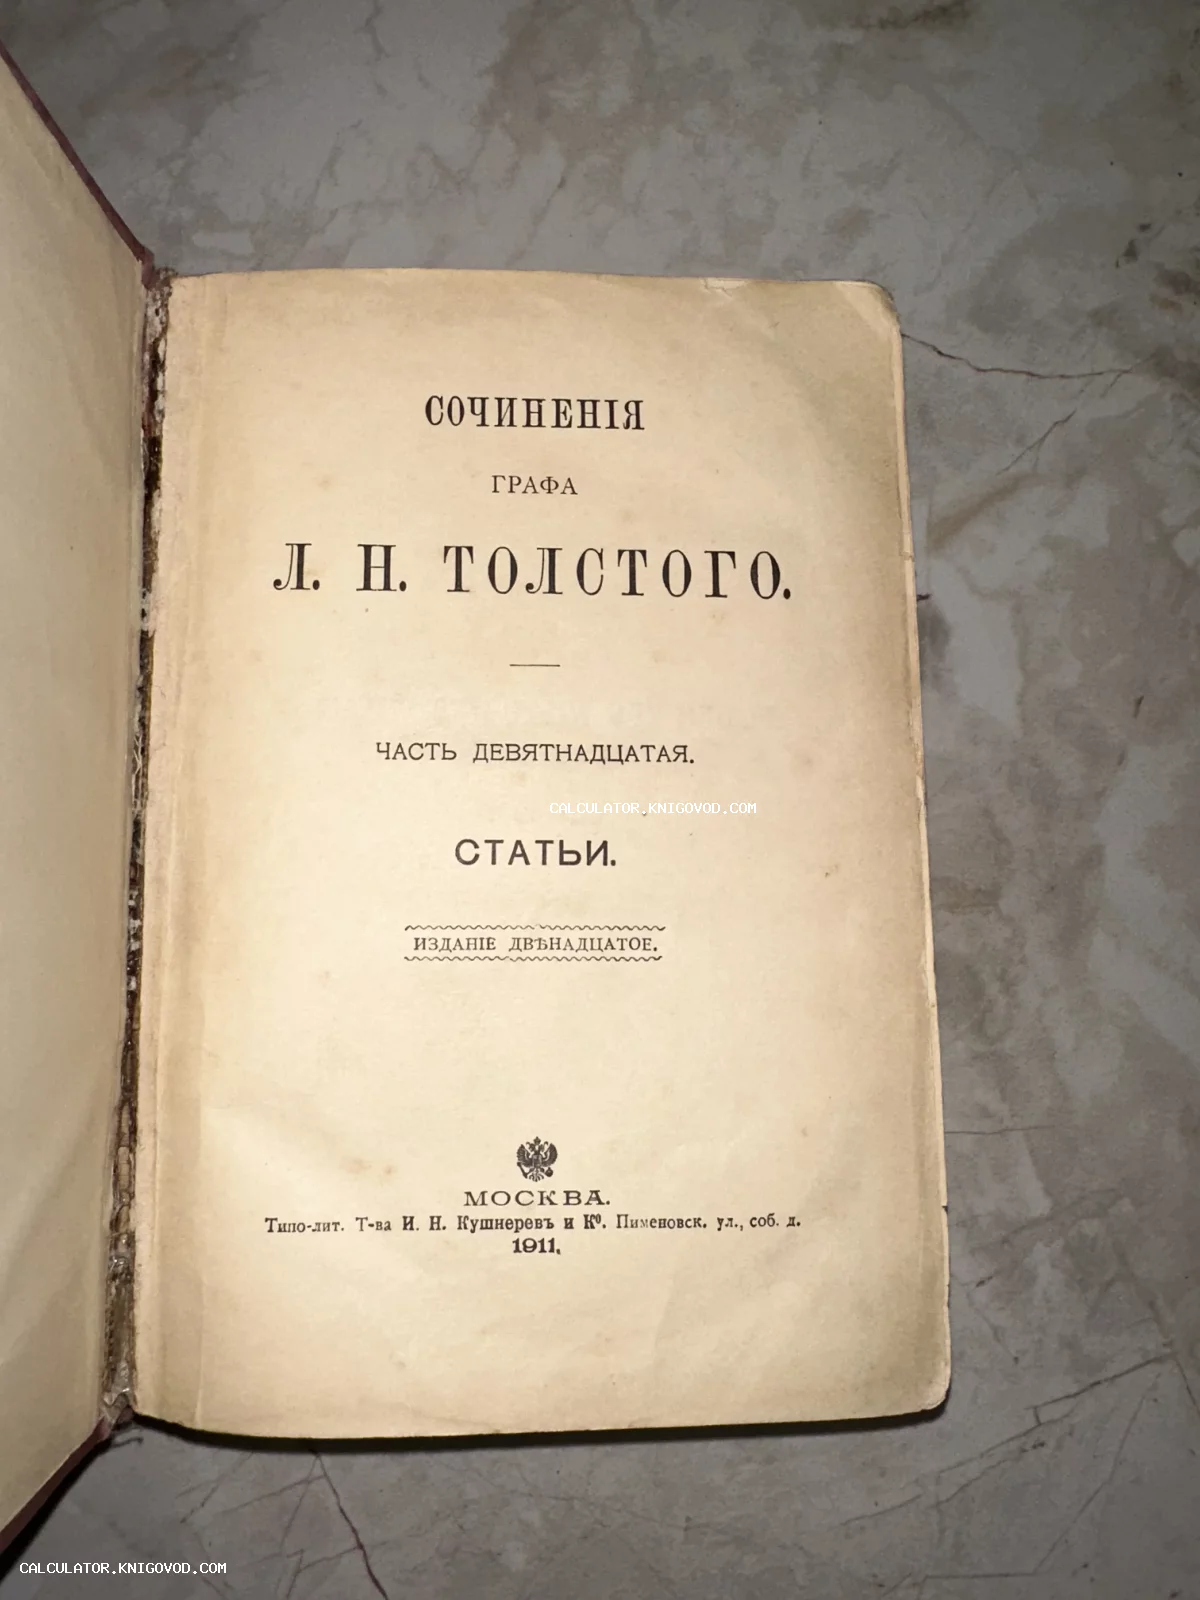 СОЧИНЕНІЯ
ГРАФА
Л. Н. ТОЛСТОГО.
ЧАСТЬ ДЕВЯТНАДЦАТАЯ.
CALCULATOR.KNIGOVOD.COM
СТАТЬИ.
ИЗДАНІЕ ДВѢНАДЦАТОЕ.
МОСКВА.
Типо-лит. Т-ва И. Н. Кушнеревъ и Ко. Пименовск. ул., соб. д.
1911.
CALCULATOR.KNIGOVOD.COM